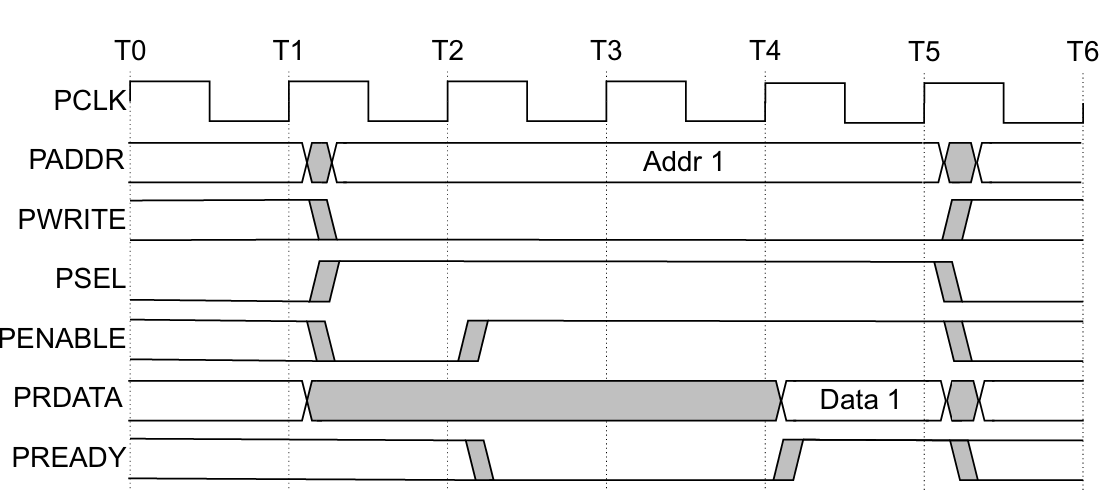 T0 T1 T2 T3 T4 T5 T6
PCLK
PADDR Addr 1
PWRITE
PSEL
PENABLE
PRDATA Data 1
PREADY